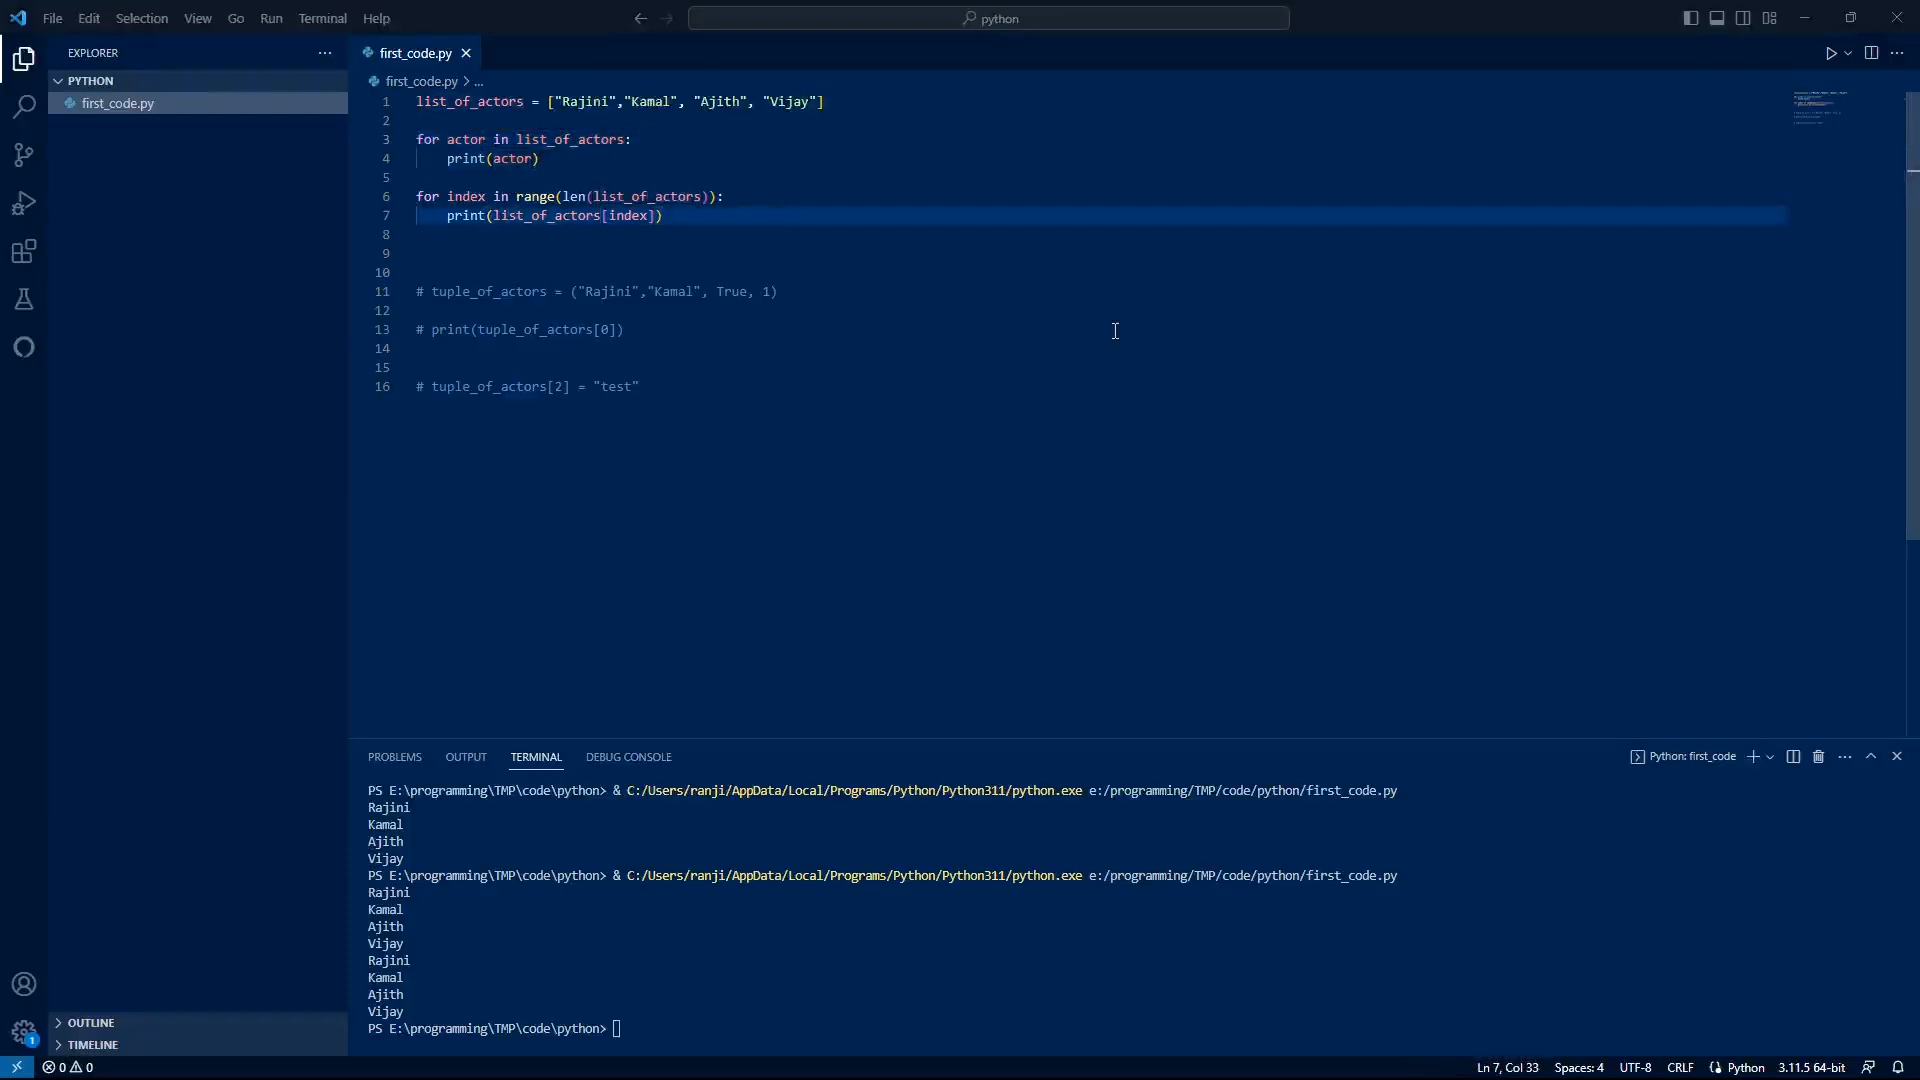 File Edit Selection View Go Run Terminal Help
python
EXPLORER
PYTHON
first_code.py
OUTLINE
TIMELINE
first_code.py
first_code.py > ...
1 list_of_actors = ["Rajini","Kamal", "Ajith", "Vijay"]
2
3 for actor in list_of_actors:
4 print(actor)
5
6 for index in range(len(list_of_actors)):
7 print(list_of_actors[index])
8
9
10
11 # tuple_of_actors = ("Rajini","Kamal", True, 1)
12
13 # print(tuple_of_actors[0])
14
15
16 # tuple_of_actors[2] = "test"
PROBLEMS OUTPUT TERMINAL DEBUG CONSOLE
Python: first_code
PS E:\programming\TMP\code\python> & C:/Users/ranji/AppData/Local/Programs/Python/Python311/python.exe e:/programming/TMP/code/python/first_code.py
Rajini
Kamal
Ajith
Vijay
PS E:\programming\TMP\code\python> & C:/Users/ranji/AppData/Local/Programs/Python/Python311/python.exe e:/programming/TMP/code/python/first_code.py
Rajini
Kamal
Ajith
Vijay
Rajini
Kamal
Ajith
Vijay
PS E:\programming\TMP\code\python>
1
0 0
Ln 7, Col 33 Spaces: 4 UTF-8 CRLF Python 3.11.5 64-bit